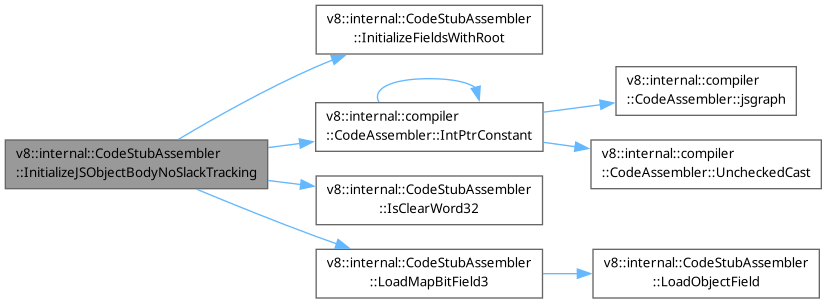 v8::internal::CodeStubAssembler
::InitializeJSObjectBodyNoSlackTracking
v8::internal::CodeStubAssembler
::InitializeFieldsWithRoot
v8::internal::compiler
::CodeAssembler::IntPtrConstant
v8::internal::compiler
::CodeAssembler::jsgraph
v8::internal::compiler
::CodeAssembler::UncheckedCast
v8::internal::CodeStubAssembler
::IsClearWord32
v8::internal::CodeStubAssembler
::LoadMapBitField3
v8::internal::CodeStubAssembler
::LoadObjectField